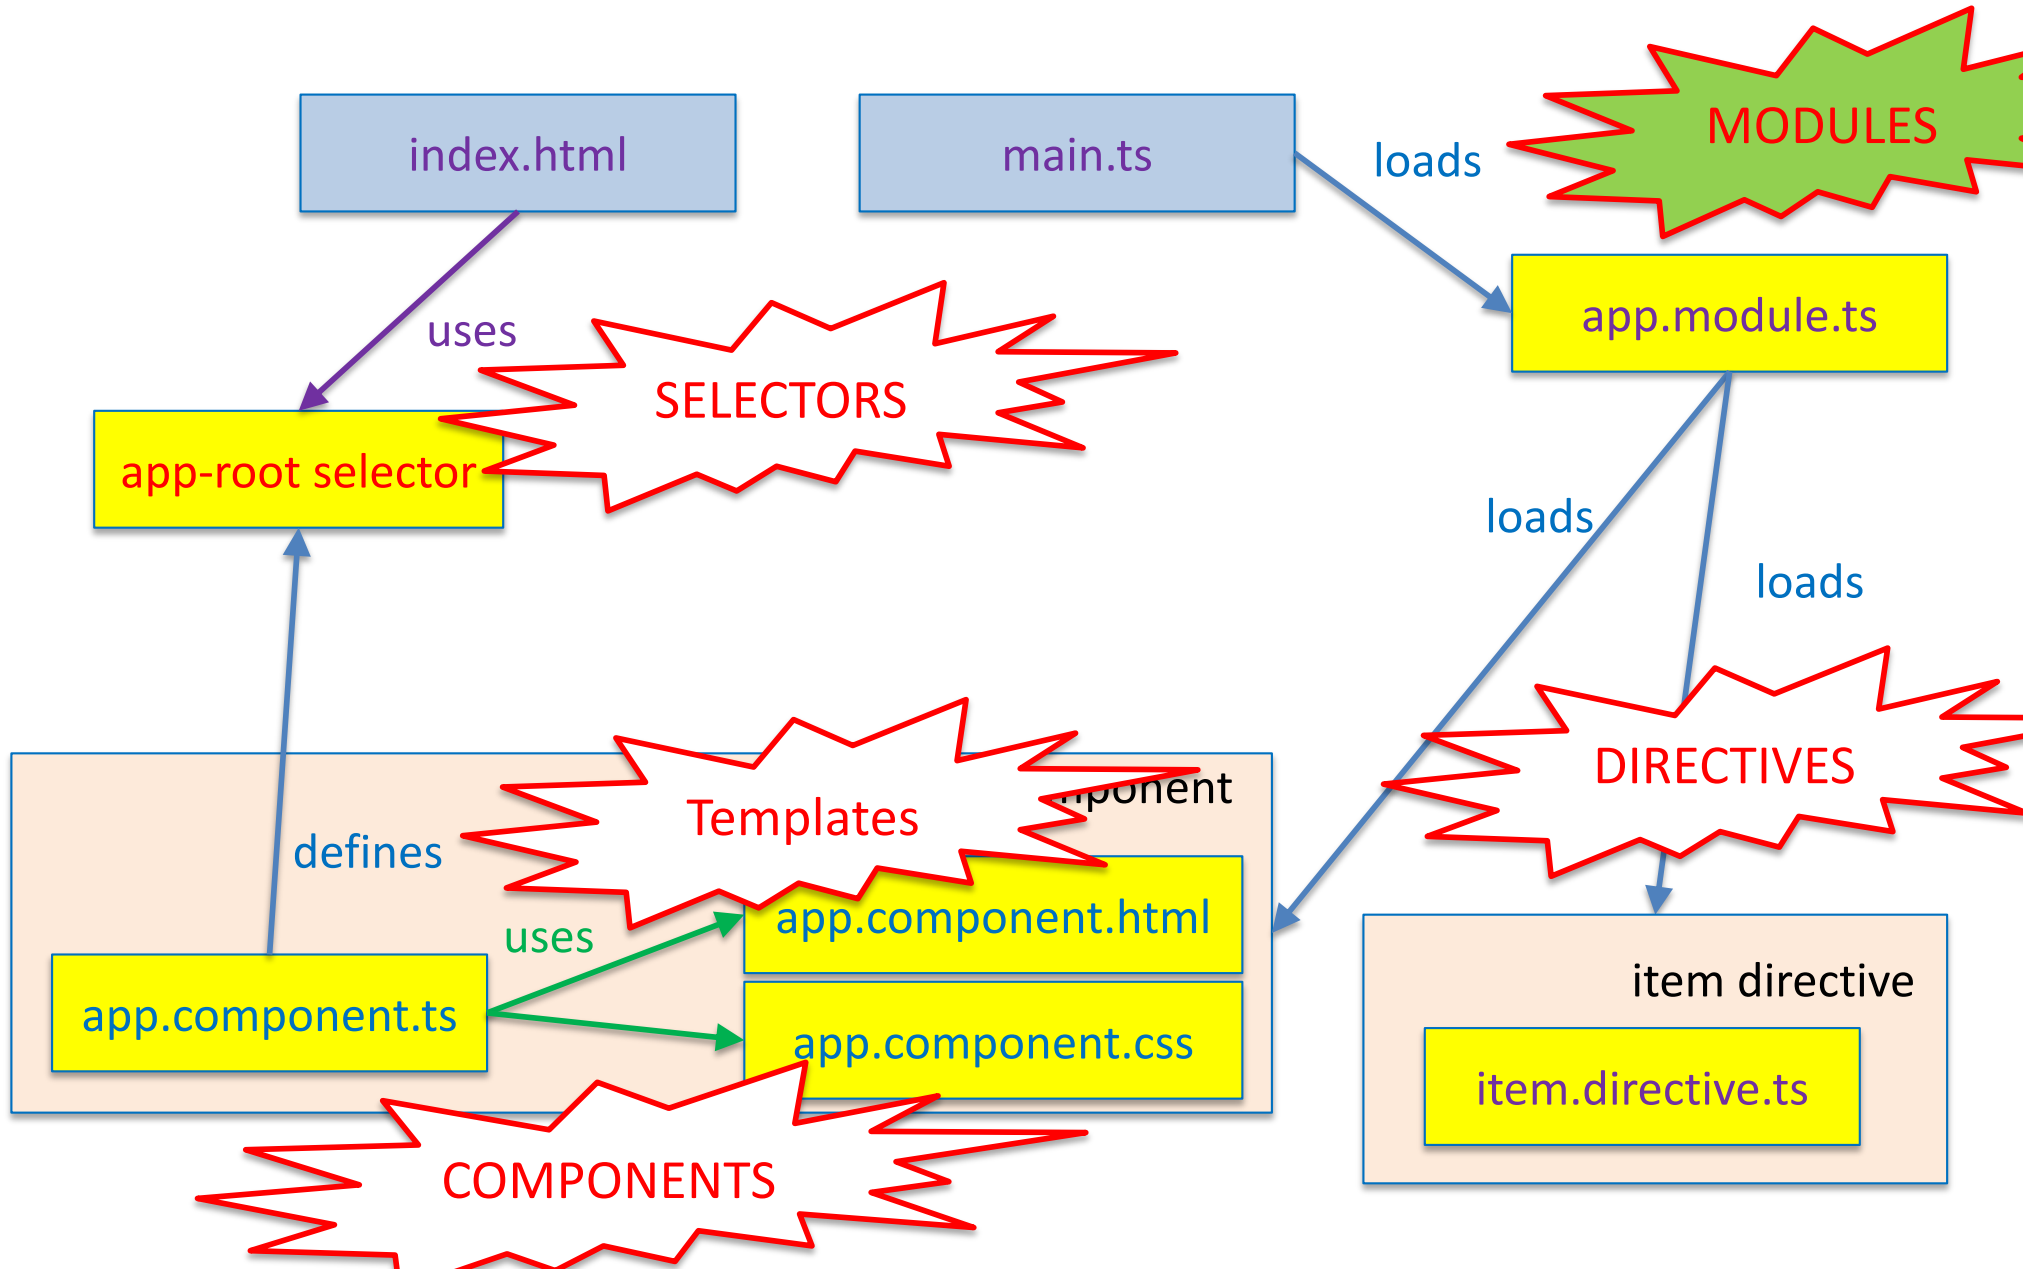 MODULES
index.html
main.ts
loads
app.module.ts
uses
SELECTORS
app-root selector
loads
loads
DIRECTIVES
Templates
defines
app.component.html
uses
item directive
app.component.ts
app.component.css
item.directive.ts
COMPONENTS